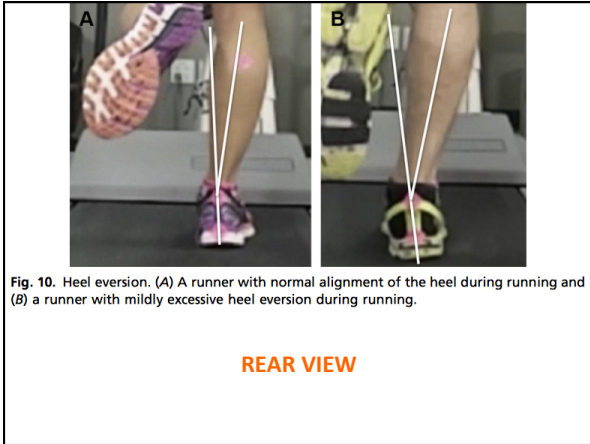 A
B
Fig. 10. Heel eversion. (A) A runner with normal alignment of the heel during running and
(B) a runner with mildly excessive heel eversion during running.
REAR VIEW